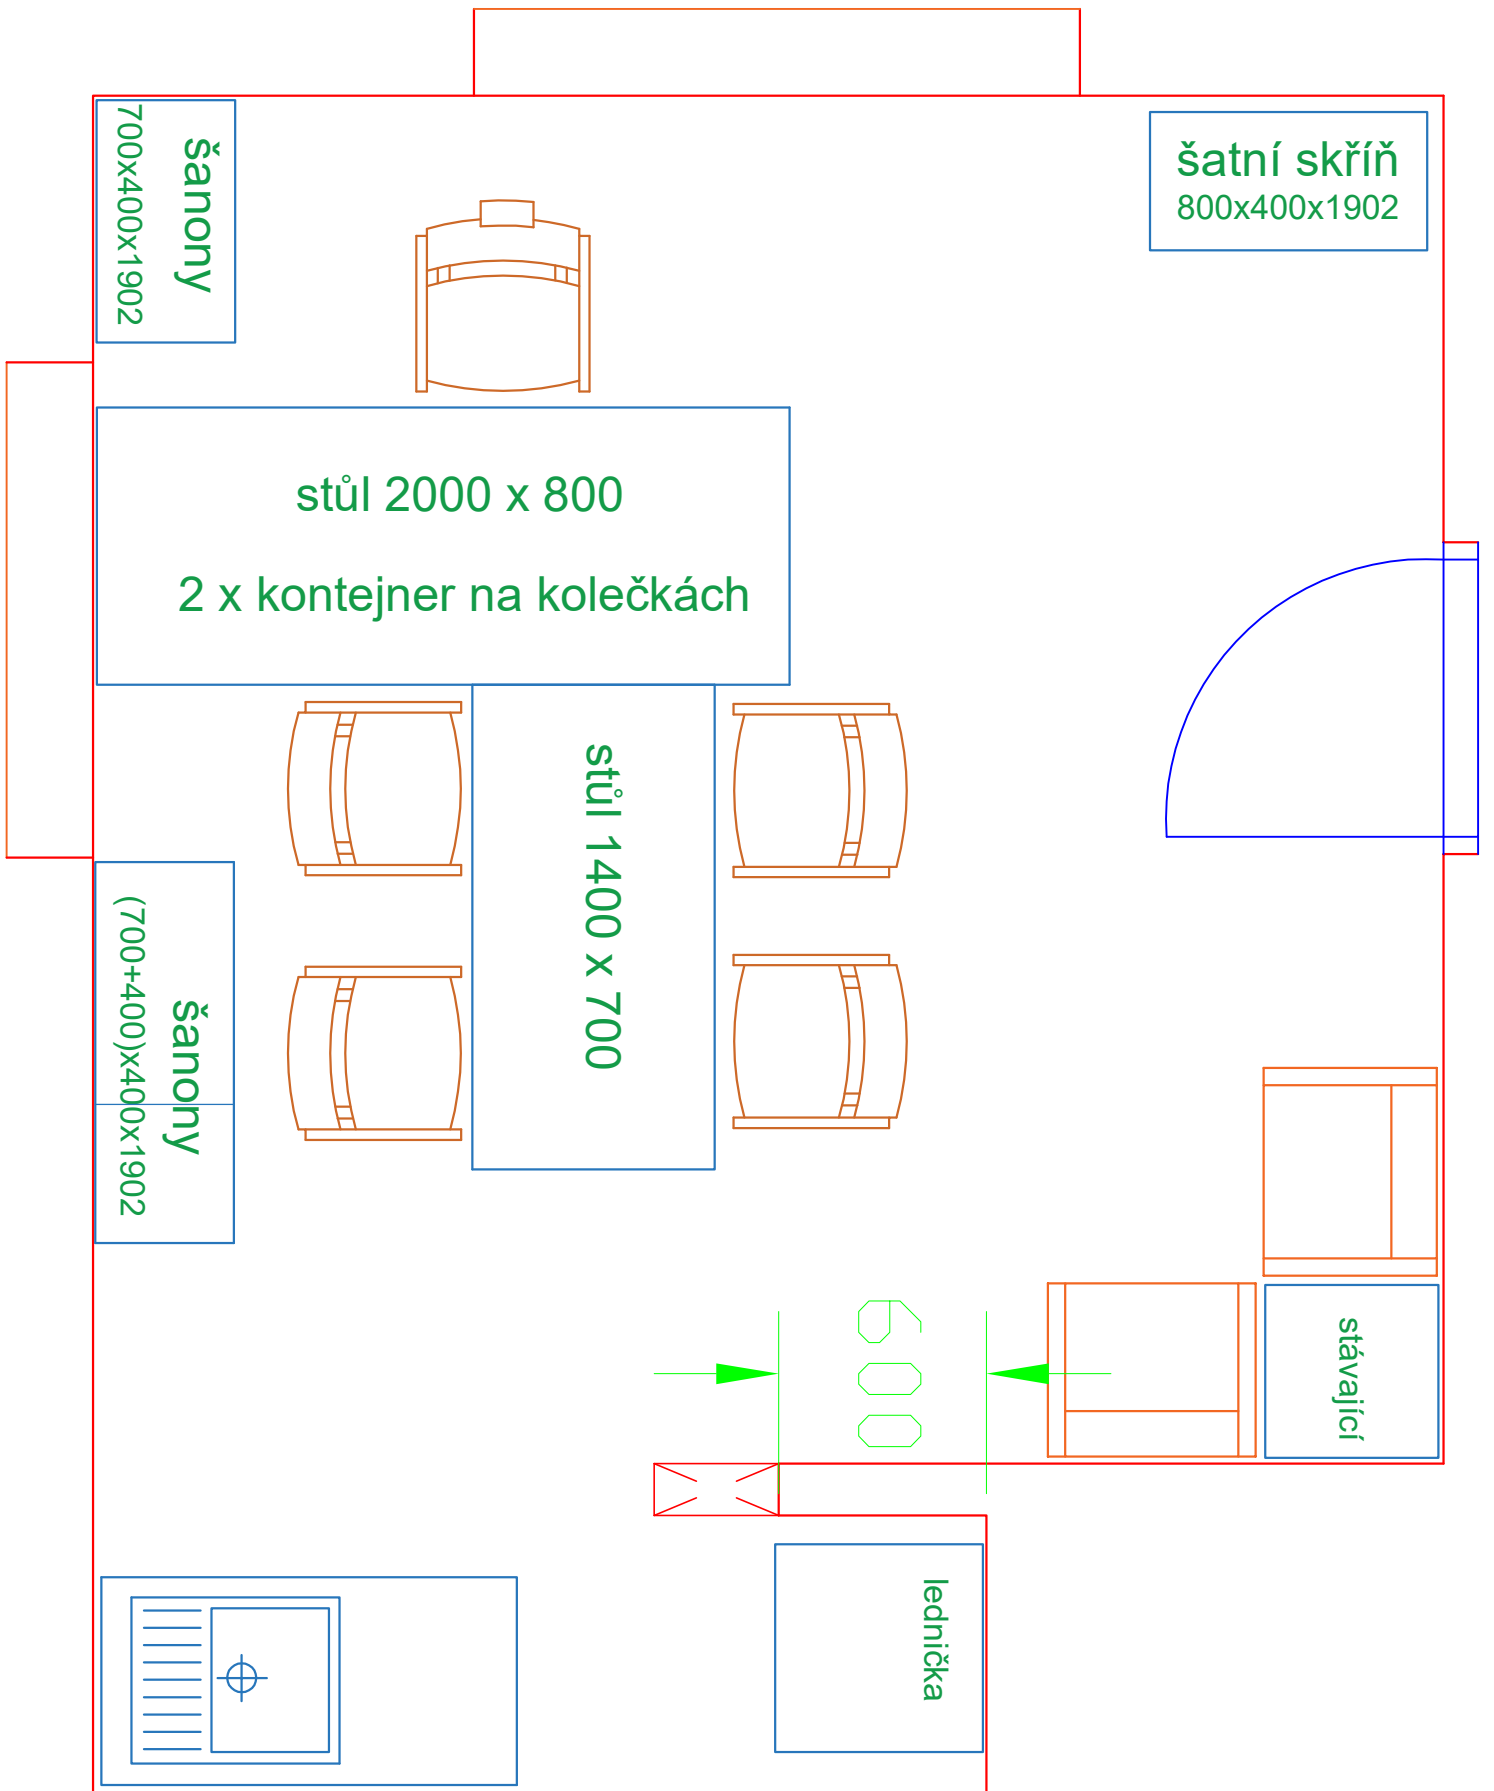 šanony
700x400x1902
šatní skříň
800x400x1902
stůl 2000 x 800
2 x kontejner na kolečkách
stůl 1400 x 700
šanony
(700+400)x400x1902
600
stávající
lednička